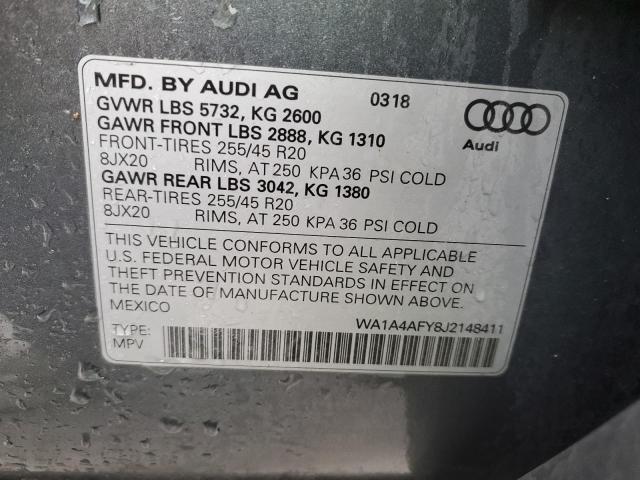 MFD. BY AUDI AG 0318
GVWR LBS 5732, KG 2600
GAWR FRONT LBS 2888, KG 1310
FRONT-TIRES 255/45 R20
8JX20 RIMS, AT 250 KPA 36 PSI COLD
GAWR REAR LBS 3042, KG 1380
REAR-TIRES 255/45 R20
8JX20 RIMS, AT 250 KPA 36 PSI COLD
Audi
THIS VEHICLE CONFORMS TO ALL APPLICABLE
U.S. FEDERAL MOTOR VEHICLE SAFETY AND
THEFT PREVENTION STANDARDS IN EFFECT ON
THE DATE OF MANUFACTURE SHOWN ABOVE.
MEXICO
WA1A4AFY8J2148411
TYPE:
MPV